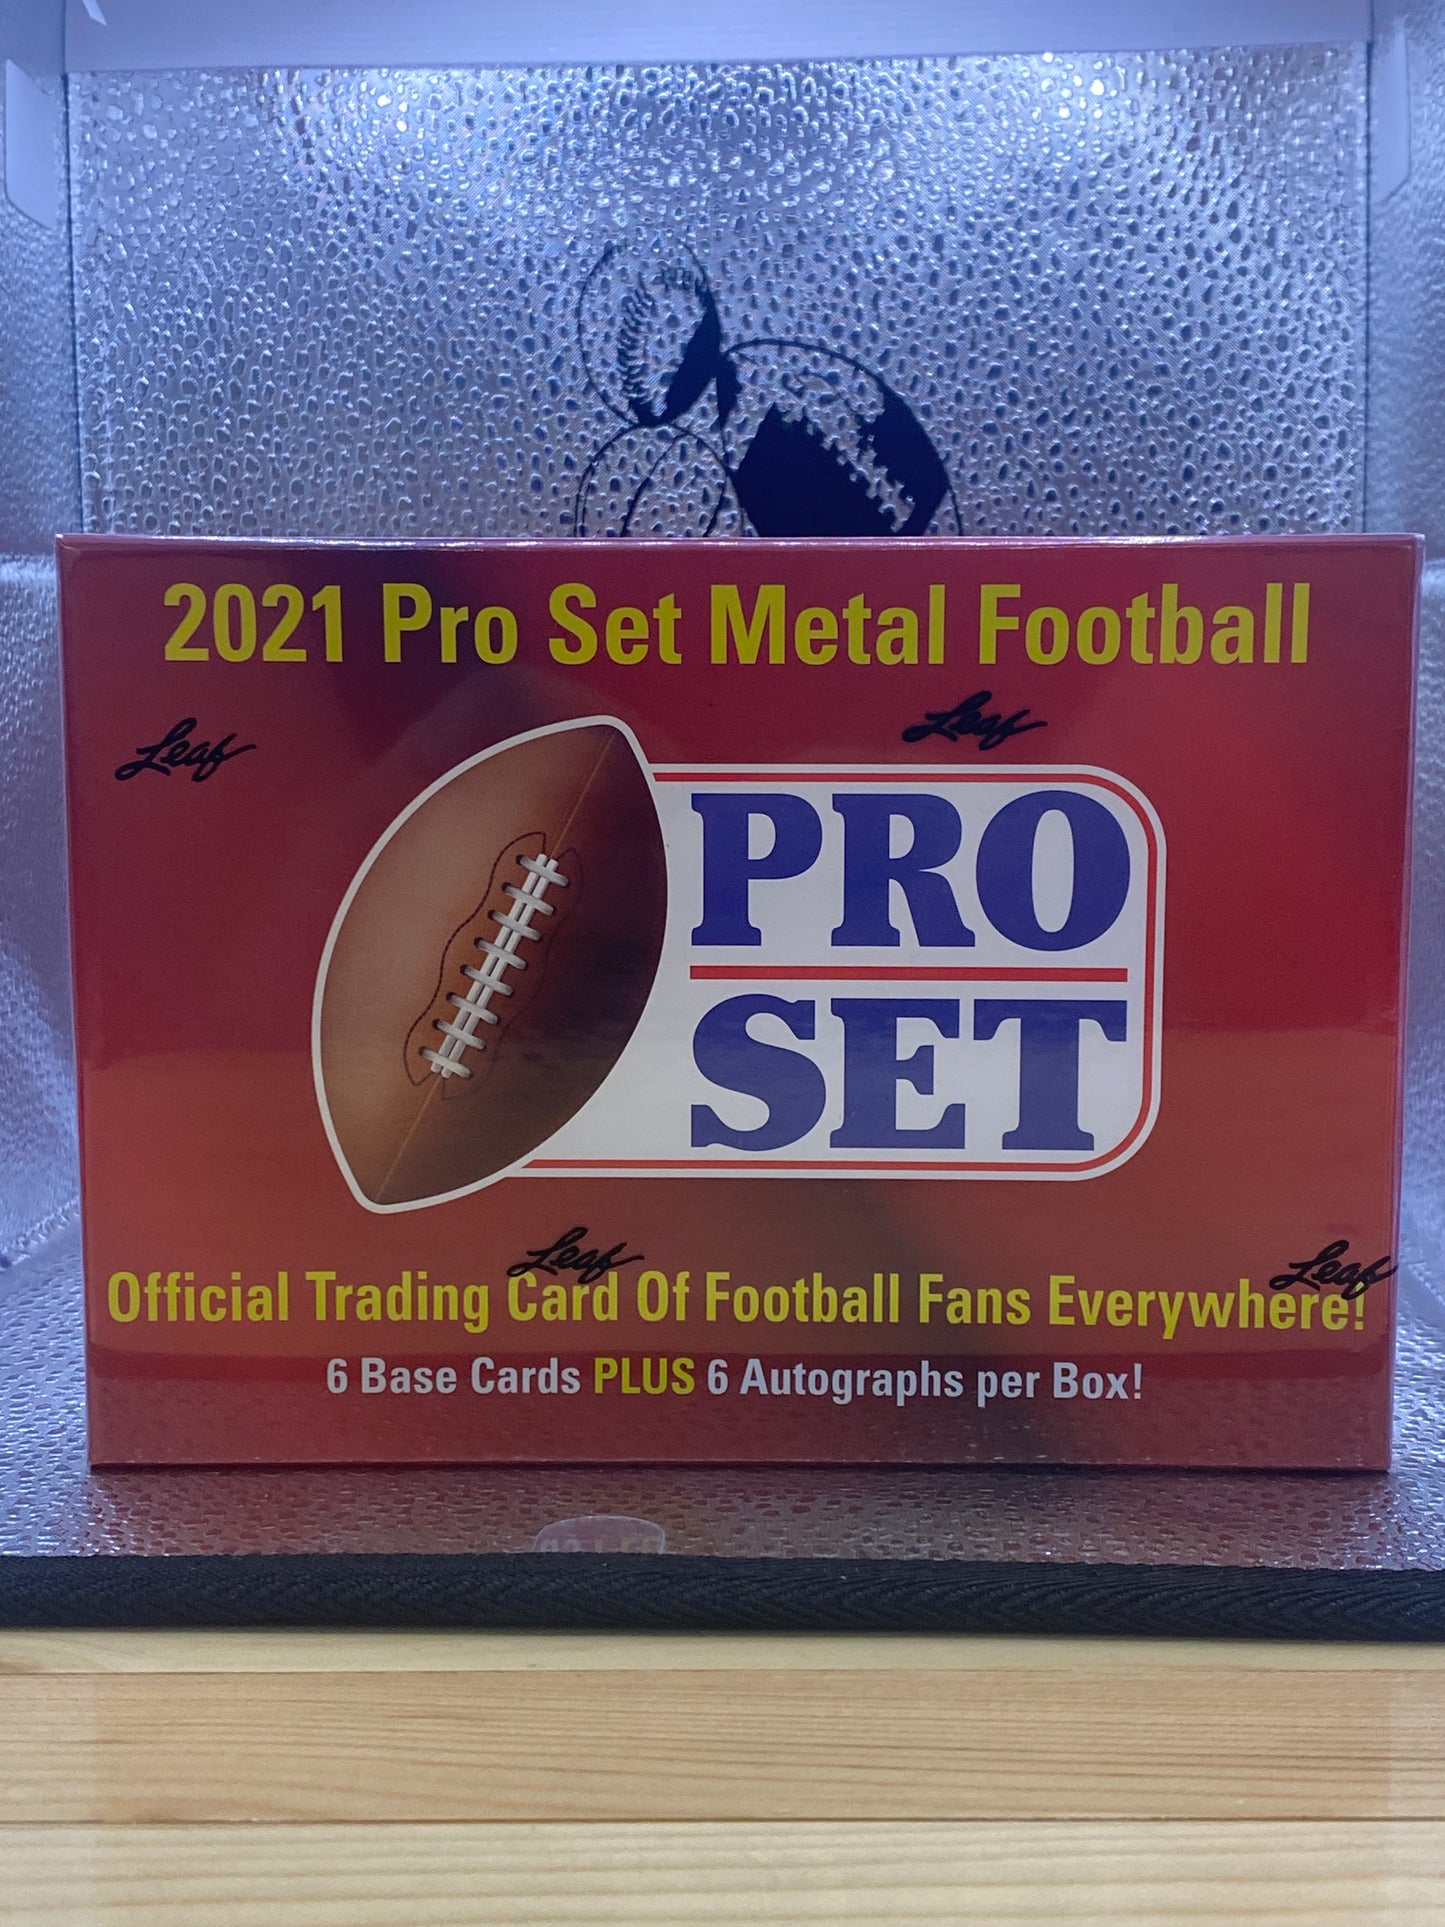 2021 Pro Set Metal Football
Leaf
Leaf
PRO
SET
Leaf
Leaf
Official Trading Card Of Football Fans Everywhere!
6 Base Cards PLUS 6 Autographs per Box!